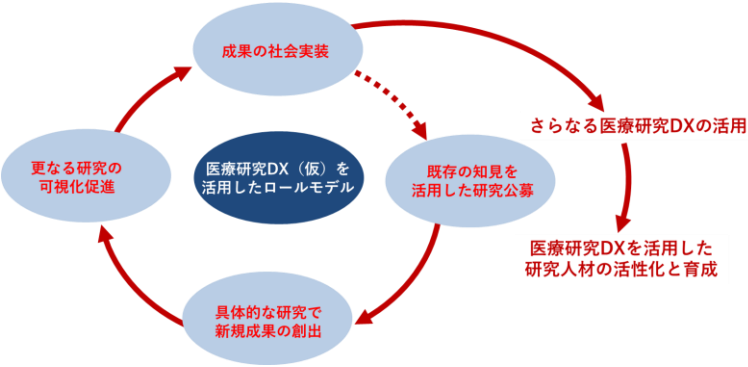 成果の社会実装
さらなる医療研究DXの活用
更なる研究の
可視化促進
医療研究DX（仮）を
活用したロールモデル
既存の知見を
活用した研究公募
医療研究DXを活用した
研究人材の活性化と育成
具体的な研究で
新規成果の創出